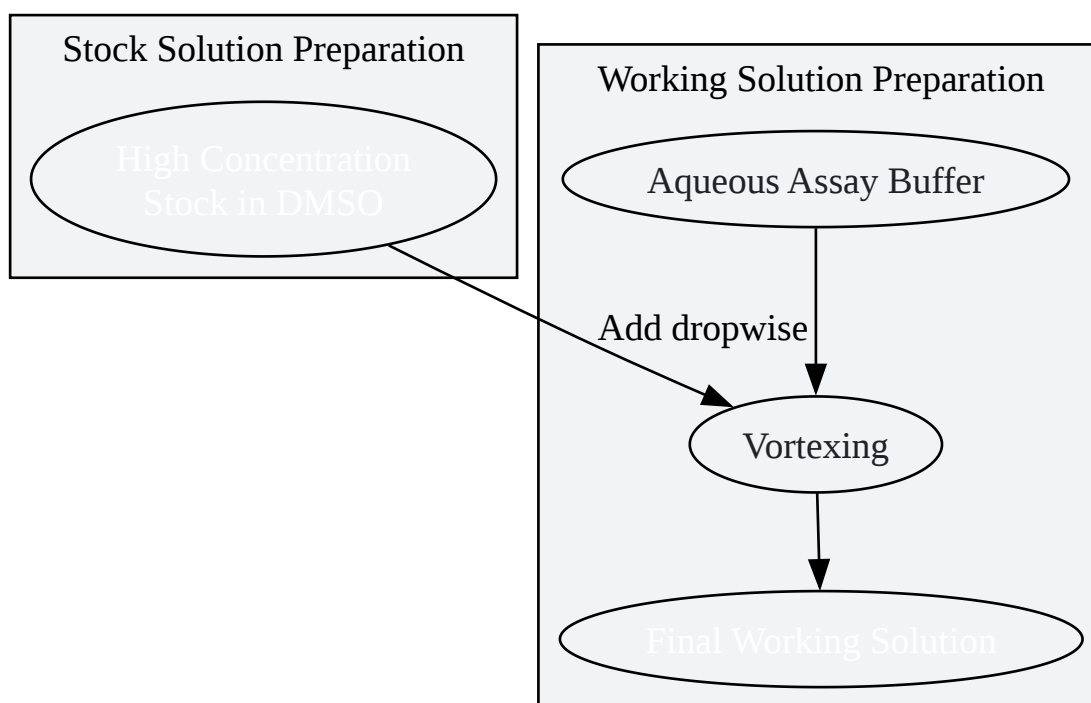 Stock Solution Preparation
High Concentration
Stock in DMSO
Working Solution Preparation
Aqueous Assay Buffer
Add dropwise
Vortexing
Final Working Solution